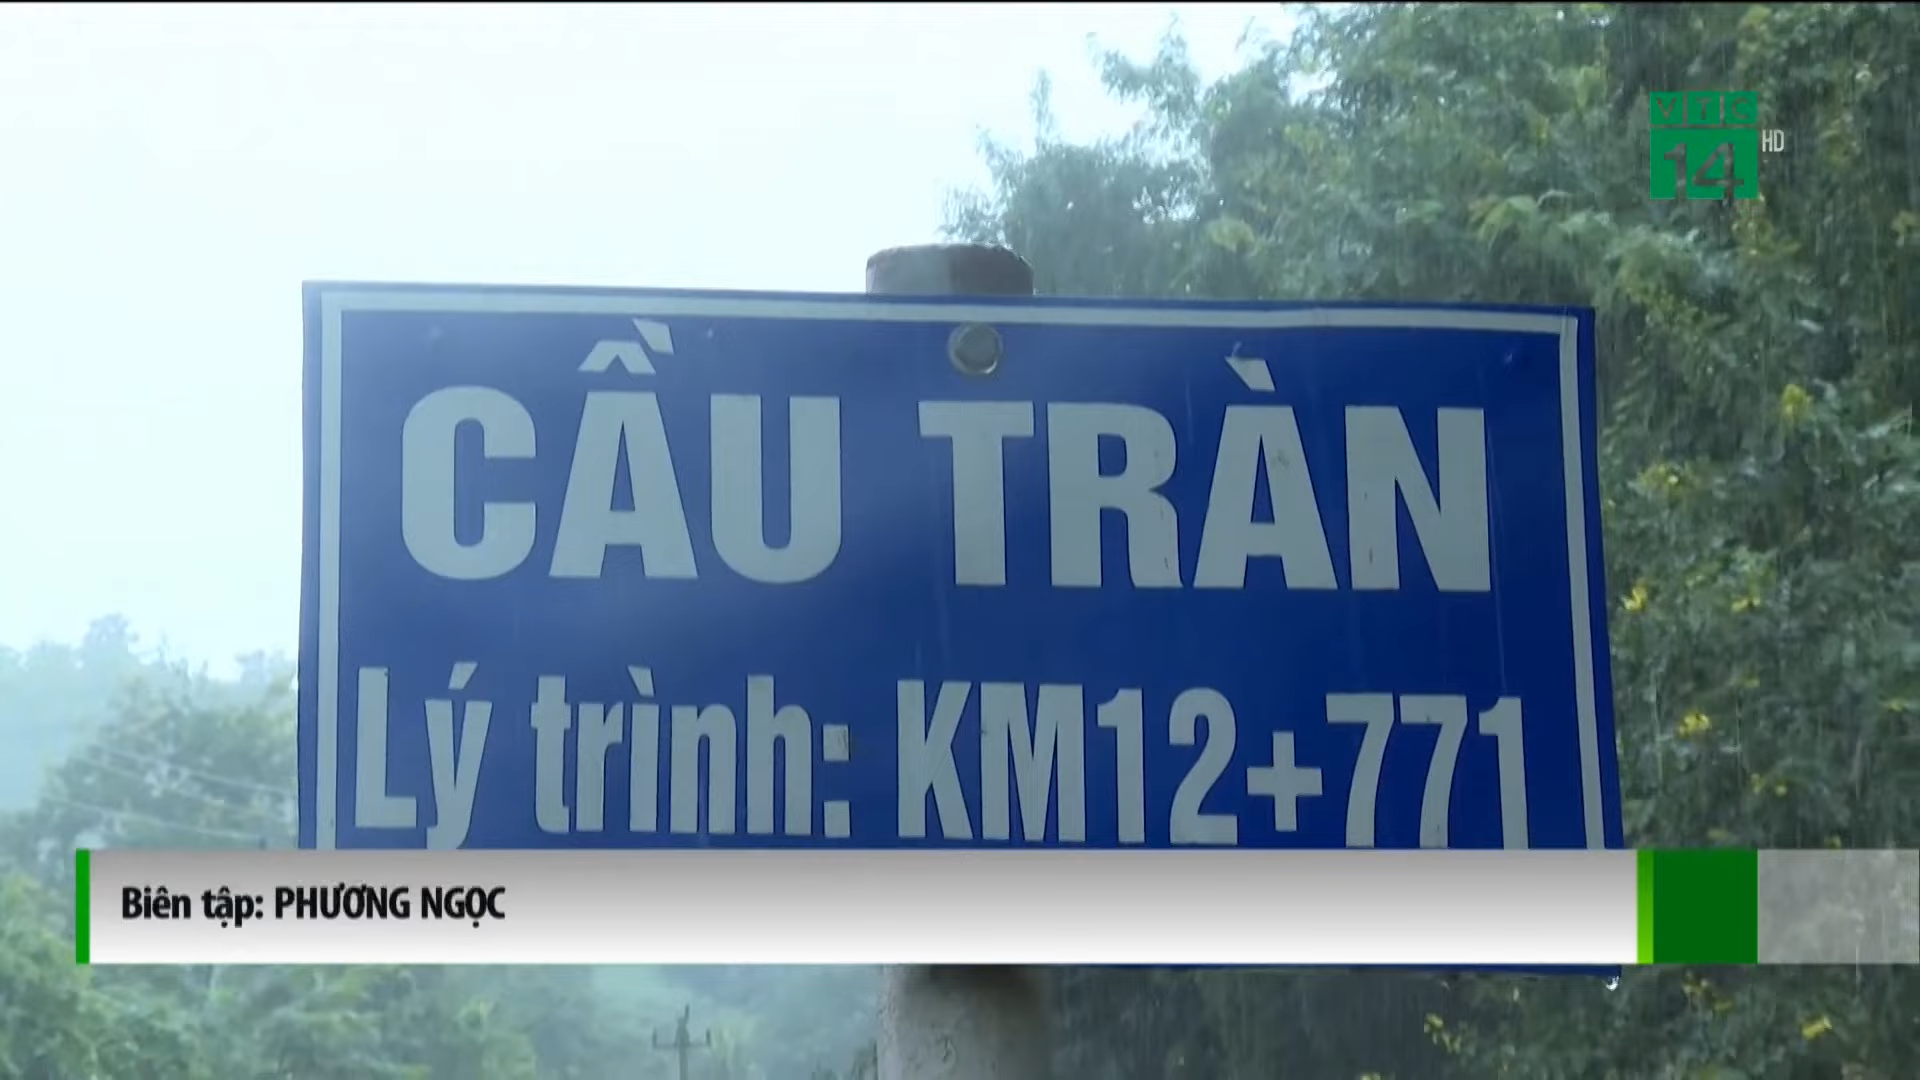 VTC
14 HD
CẦU TRÀN
Lý trình: KM12+771
Biên tập: PHƯƠNG NGỌC